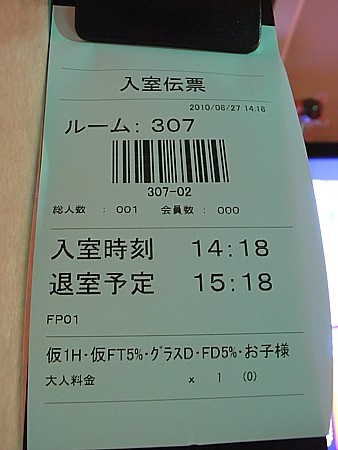 入室伝票
2010/08/27 14:18
ルーム: 307
307-02
総人数 : 001 会員数 : 000
入室時刻 14:18
退室予定 15:18
FP01
仮1H・仮FT5%・グラスD・FD5%・お子様
大人料金 x 1 (0)